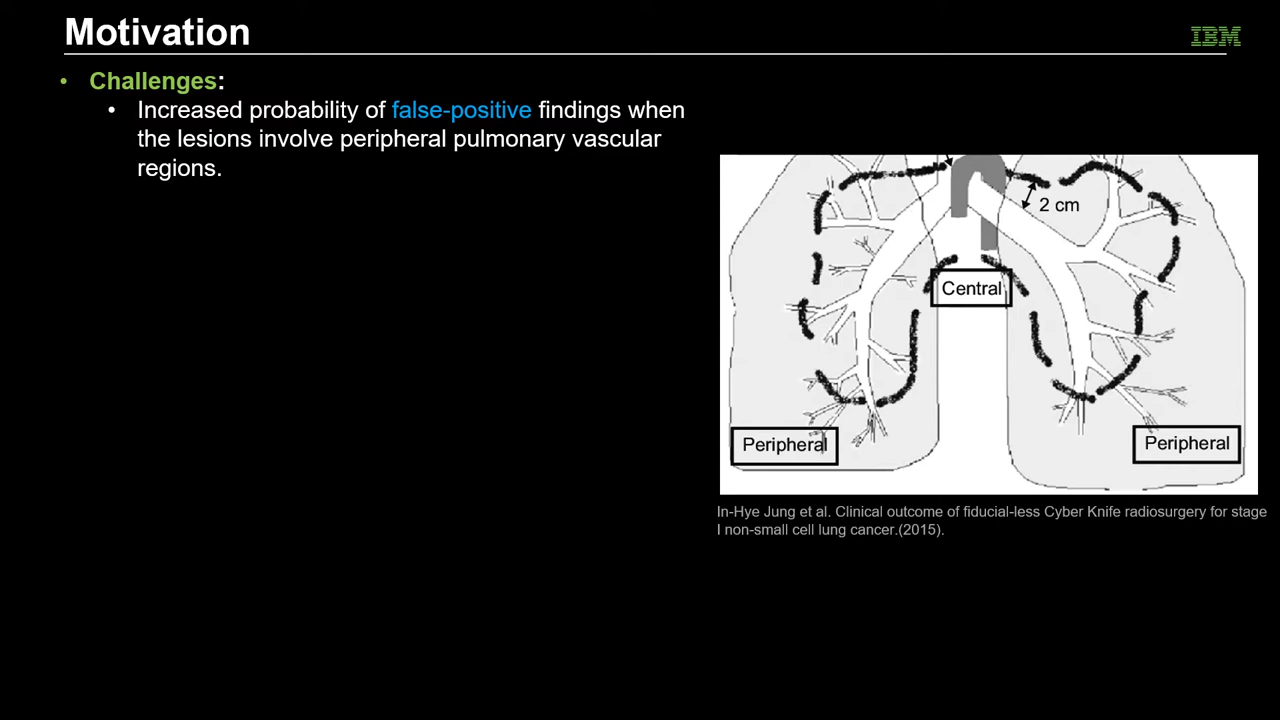 Motivation
IBM
• Challenges:
• Increased probability of false-positive findings when
the lesions involve peripheral pulmonary vascular
regions.
2 cm
Central
Peripheral
Peripheral
In-Hye Jung et al. Clinical outcome of fiducial-less Cyber Knife radiosurgery for stage
I non-small cell lung cancer.(2015).